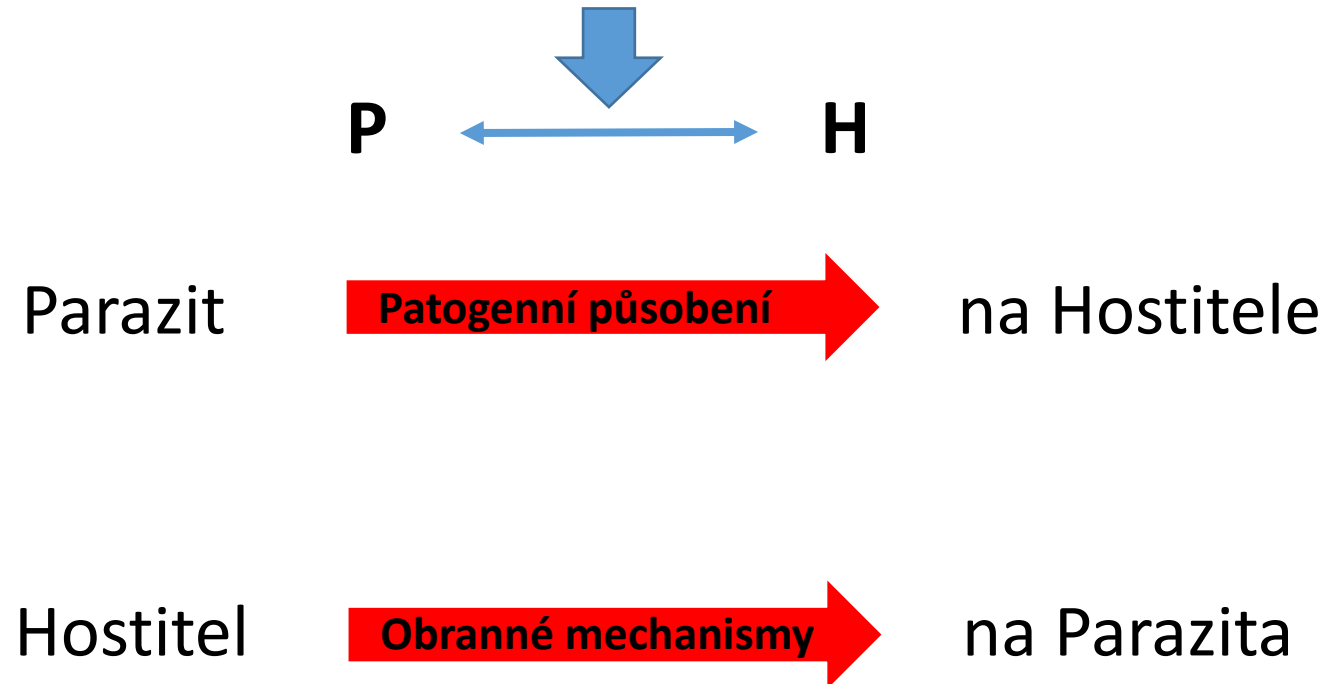 P H
Parazit Patogenní působení na Hostitele
Hostitel Obranné mechanismy na Parazita